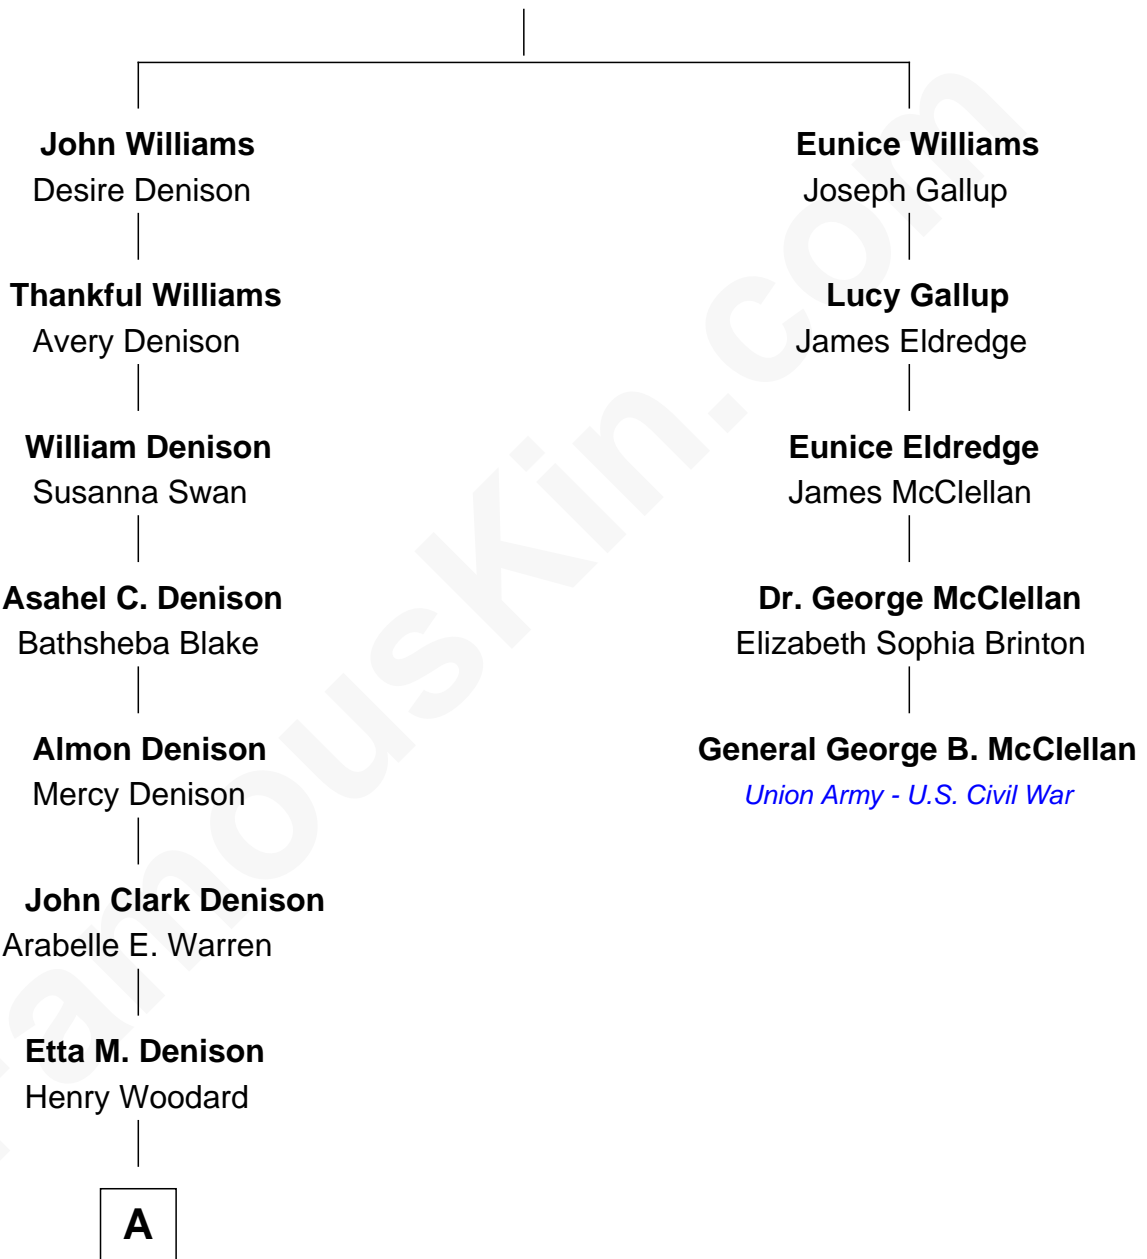 John Williams
Desire Denison
Thankful Williams
Avery Denison
William Denison
Susanna Swan
Asahel C. Denison
Bathsheba Blake
Almon Denison
Mercy Denison
John Clark Denison
Arabelle E. Warren
Etta M. Denison
Henry Woodard
A
Eunice Williams
Joseph Gallup
Lucy Gallup
James Eldredge
Eunice Eldredge
James McClellan
Dr. George McClellan
Elizabeth Sophia Brinton
General George B. McClellan
Union Army - U.S. Civil War
FamousKin.com